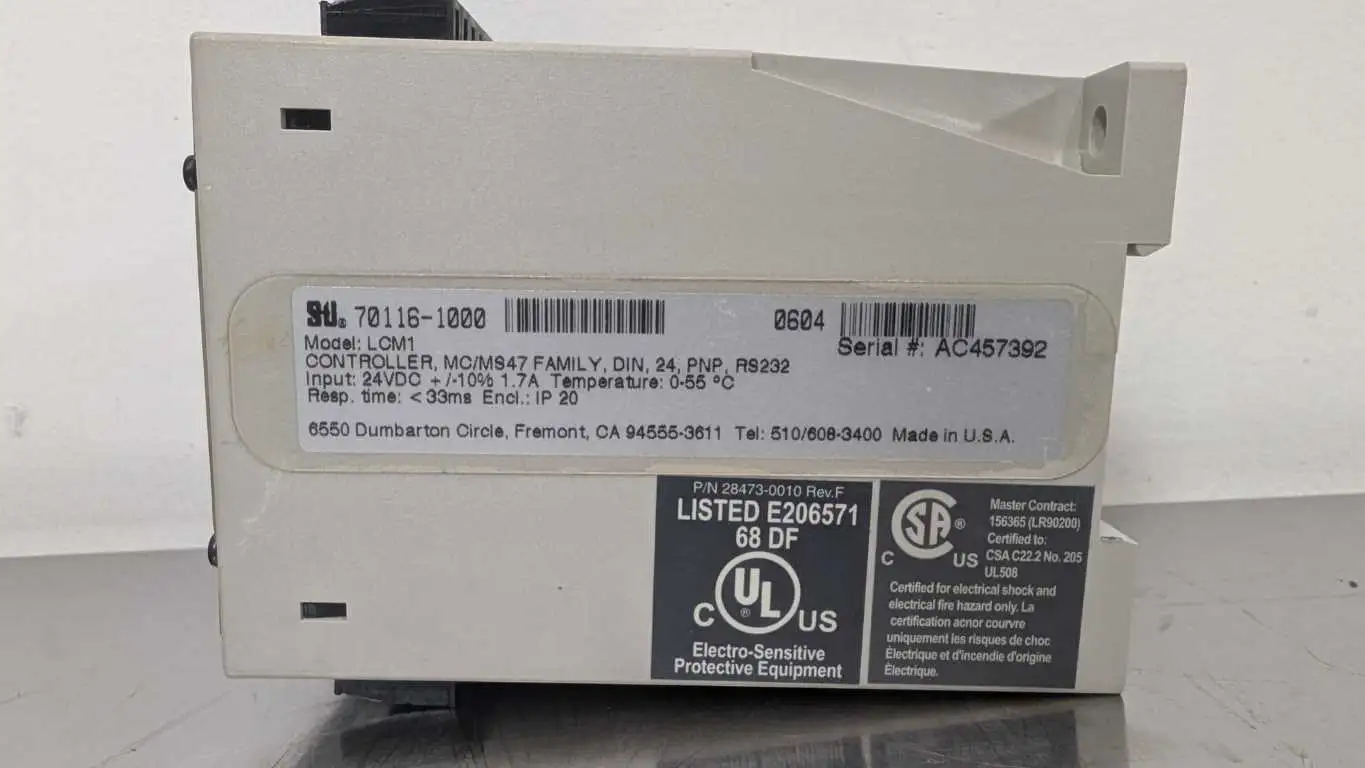 STI® 70116-1000
0604
Model: LCM1
Serial #: AC457392
CONTROLLER, MC/MS47 FAMILY, DIN, 24, PNP, RS232
Input: 24VDC +/-10% 1.7A Temperature: 0-55 °C
Resp. time: <33ms Encl.: IP 20
6550 Dumbarton Circle, Fremont, CA 94555-3611 Tel: 510/608-3400 Made in U.S.A.
P/N 28473-0010 Rev.F
LISTED E206571
68 DF
C UL® US
Electro-Sensitive
Protective Equipment
C SA® US
Master Contract:
156365 (LR90200)
Certified to:
CSA C22.2 No. 205
UL508
Certified for electrical shock and
electrical fire hazard only. La
certification acnor courvre
uniquement les risques de choc
Èlectrique et d'incendie d'origine
Èlectrique.